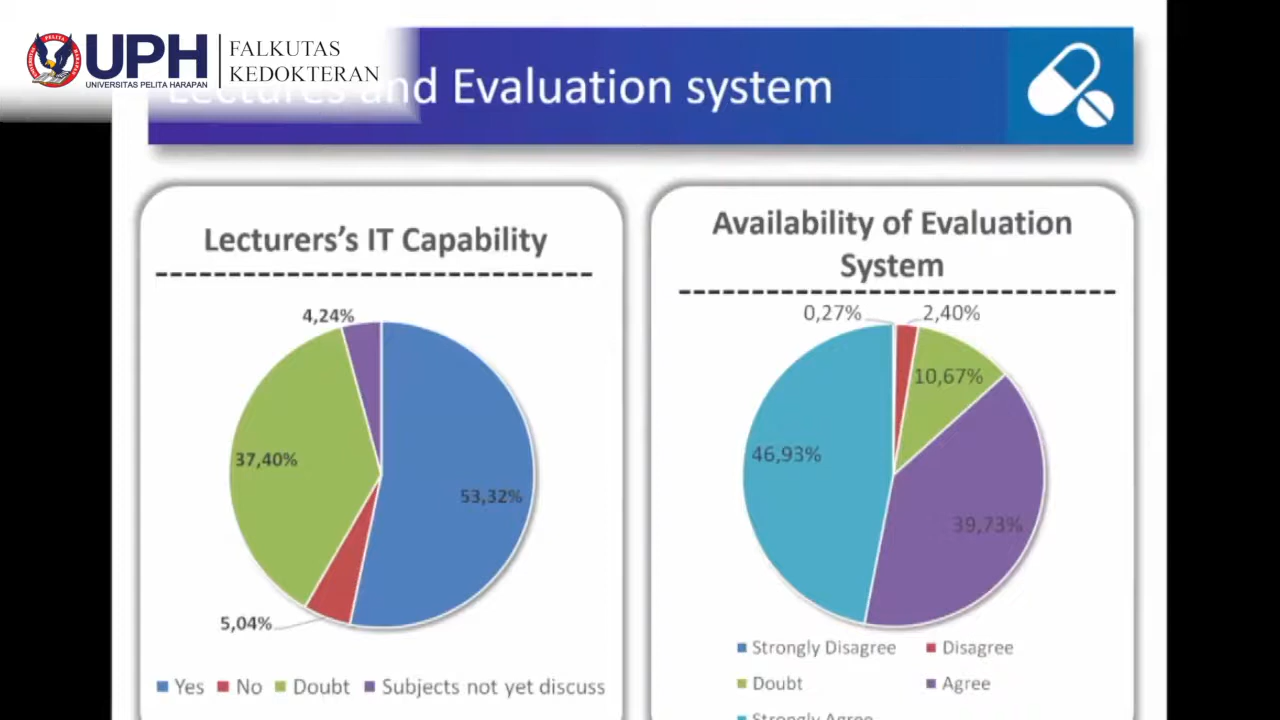 UPH
UNIVERSITAS PELITA HARAPAN
FALKUTAS
KEDOKTERAN
Lectures and Evaluation system
Lecturers's IT Capability
4,24%
37,40%
53,32%
5,04%
Yes No Doubt Subjects not yet discuss
Availability of Evaluation
System
0,27% 2,40%
10,67%
46,93%
39,73%
Strongly Disagree Disagree
Doubt Agree
Strongly Agree